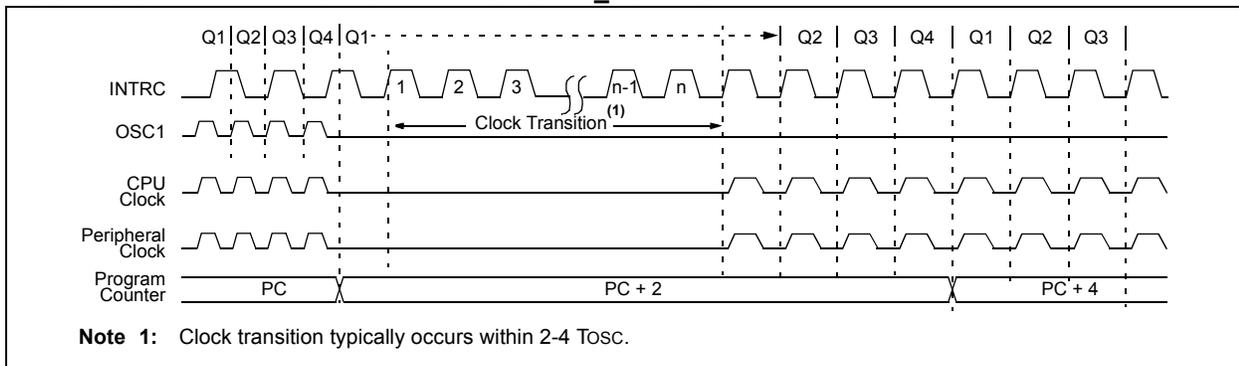 Q1 Q2 Q3 Q4 Q1 Q2 Q3 Q4 Q1 Q2 Q3
INTRC 1 2 3 n-1 n
Clock Transition(1)
OSC1
CPU
Clock
Peripheral
Clock
Program
Counter
PC PC + 2 PC + 4
Note 1: Clock transition typically occurs within 2-4 TOSC.